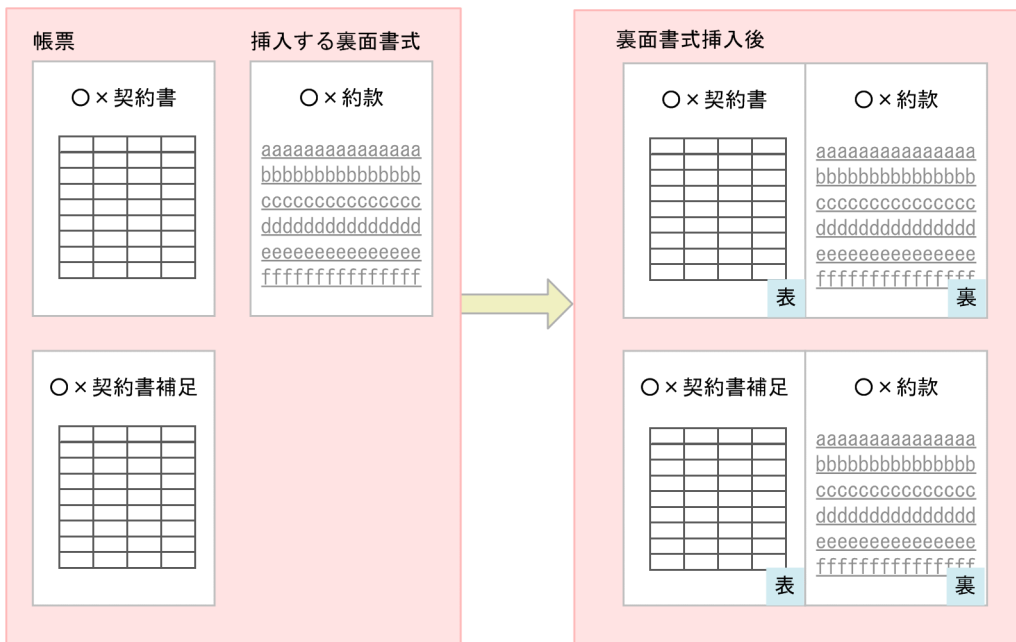 帳票
挿入する裏面書式
〇×契約書
〇×約款
aaaaaaaaaaaaaaa
bbbbbbbbbbbbbbb
ccccccccccccccc
ddddddddddddddd
eeeeeeeeeeeeeee
fffffffffffffff
〇×契約書補足
裏面書式挿入後
〇×契約書
表
〇×約款
aaaaaaaaaaaaaaa
bbbbbbbbbbbbbbb
ccccccccccccccc
ddddddddddddddd
eeeeeeeeeeeeeee
fffffffffffffff
裏
〇×契約書補足
表
〇×約款
aaaaaaaaaaaaaaa
bbbbbbbbbbbbbbb
ccccccccccccccc
ddddddddddddddd
eeeeeeeeeeeeeee
fffffffffffffff
裏